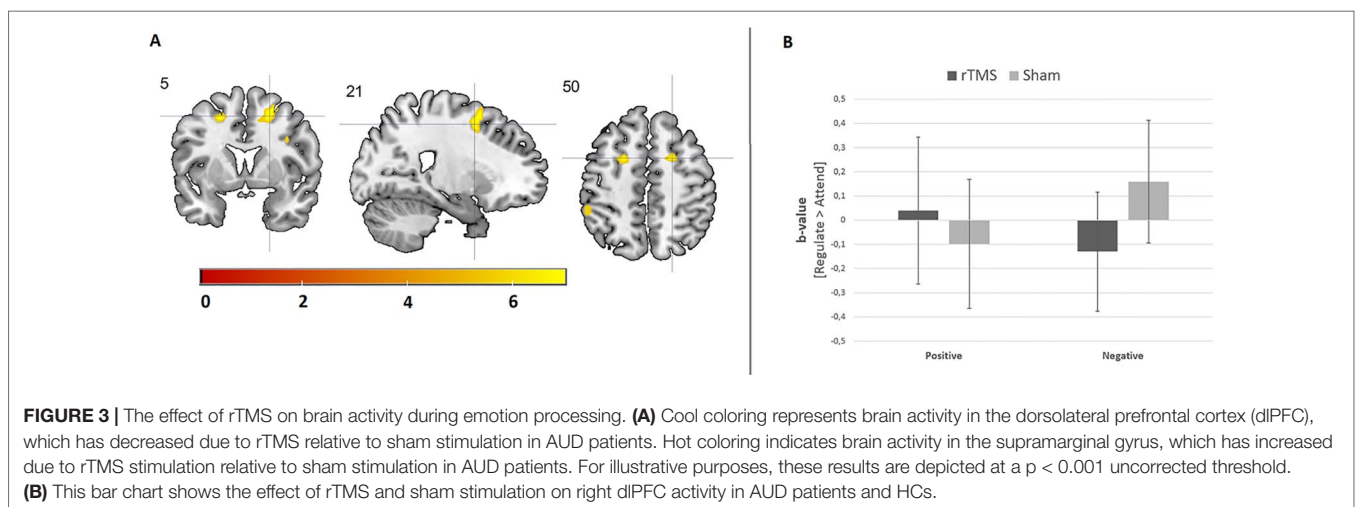 A
5
21
50
0
2
4
6
B
rTMS Sham
b-value
[Regulate > Attend]
0,5
0,4
0,3
0,2
0,1
0
-0,1
-0,2
-0,3
-0,4
-0,5
Positive Negative
FIGURE 3 | The effect of rTMS on brain activity during emotion processing. (A) Cool coloring represents brain activity in the dorsolateral prefrontal cortex (dlPFC),
which has decreased due to rTMS relative to sham stimulation in AUD patients. Hot coloring indicates brain activity in the supramarginal gyrus, which has increased
due to rTMS stimulation relative to sham stimulation in AUD patients. For illustrative purposes, these results are depicted at a p < 0.001 uncorrected threshold.
(B) This bar chart shows the effect of rTMS and sham stimulation on right dlPFC activity in AUD patients and HCs.